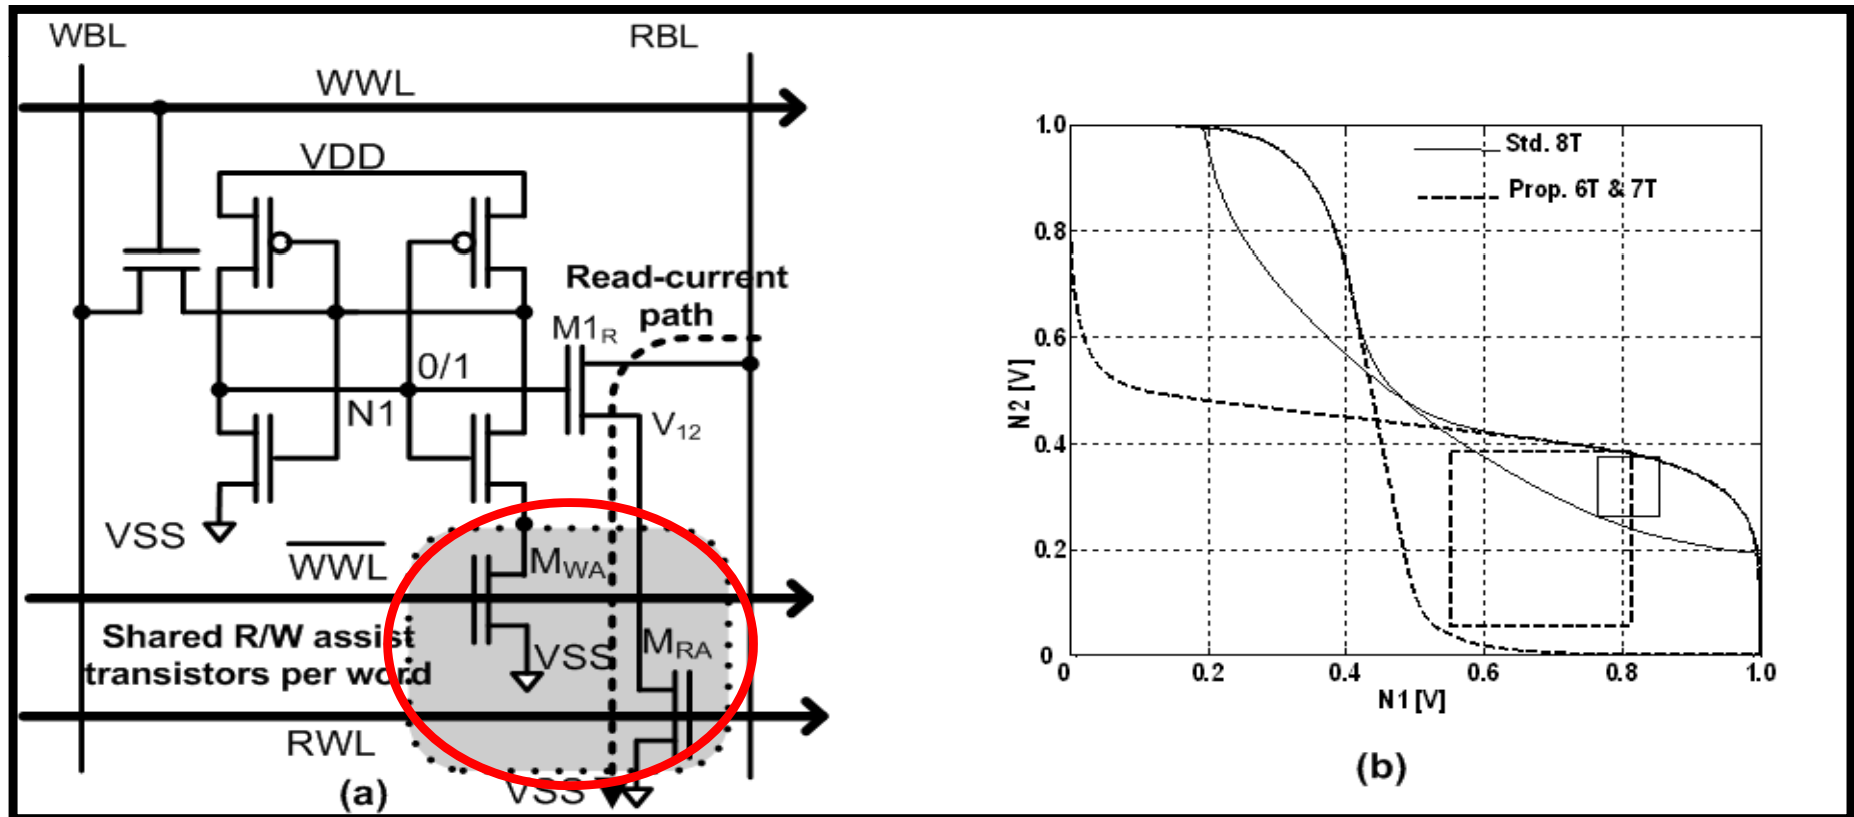 WBL
RBL
WWL
VDD
Read-current
path
M1R
0/1
N1
V12
VSS
WWL
MWA
Shared R/W assist
transistors per word
VSS
MRA
RWL
VSS
(a)
1.0
0.8
0.6
0.4
0.2
0
N2 [V]
Std. 8T
Prop. 6T & 7T
0
0.2
0.4
0.6
0.8
1.0
N1 [V]
(b)